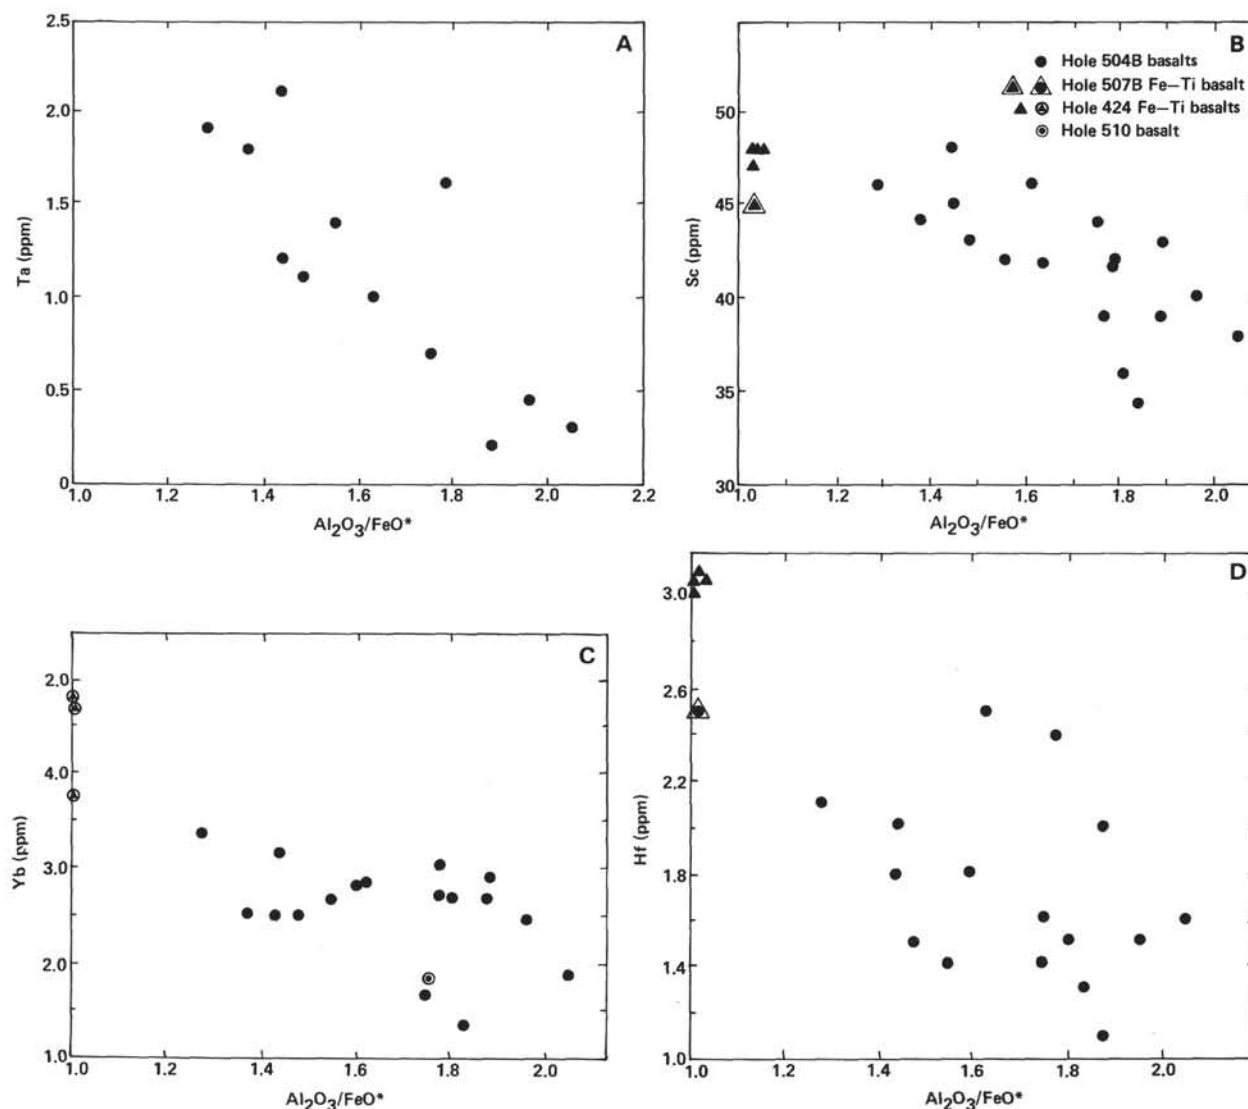 A
2.5
2.0
1.5
1.0
0.5
0
Ta (ppm)
1.0 1.2 1.4 1.6 1.8 2.0 2.2
Al₂O₃/FeO*
B
Hole 504B basalts
Hole 507B Fe–Ti basalt
Hole 424 Fe–Ti basalts
Hole 510 basalt
50
45
40
35
30
Sc (ppm)
1.0 1.2 1.4 1.6 1.8 2.0
Al₂O₃/FeO*
C
2.0
4.0
3.0
2.0
1.0
Yb (ppm)
1.0 1.2 1.4 1.6 1.8 2.0
Al₂O₃/FeO*
D
3.0
2.6
2.2
1.8
1.4
1.0
Hf (ppm)
1.0 1.2 1.4 1.6 1.8 2.0
Al₂O₃/FeO*